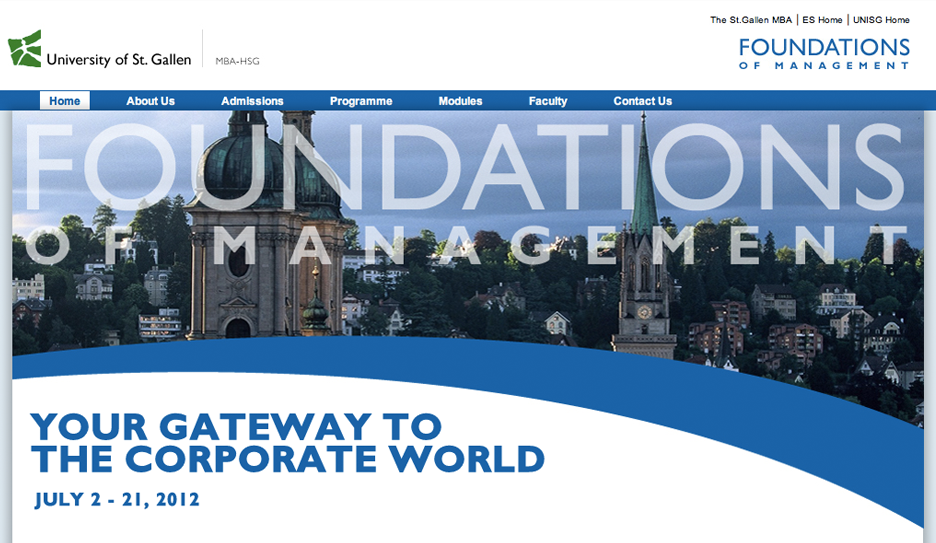 The St.Gallen MBA | ES Home | UNISG Home
University of St. Gallen
MBA-HSG
FOUNDATIONS
OF MANAGEMENT
Home About Us Admissions Programme Modules Faculty Contact Us
FOUNDATIONS
OF MANAGEMENT
YOUR GATEWAY TO
THE CORPORATE WORLD
JULY 2 - 21, 2012